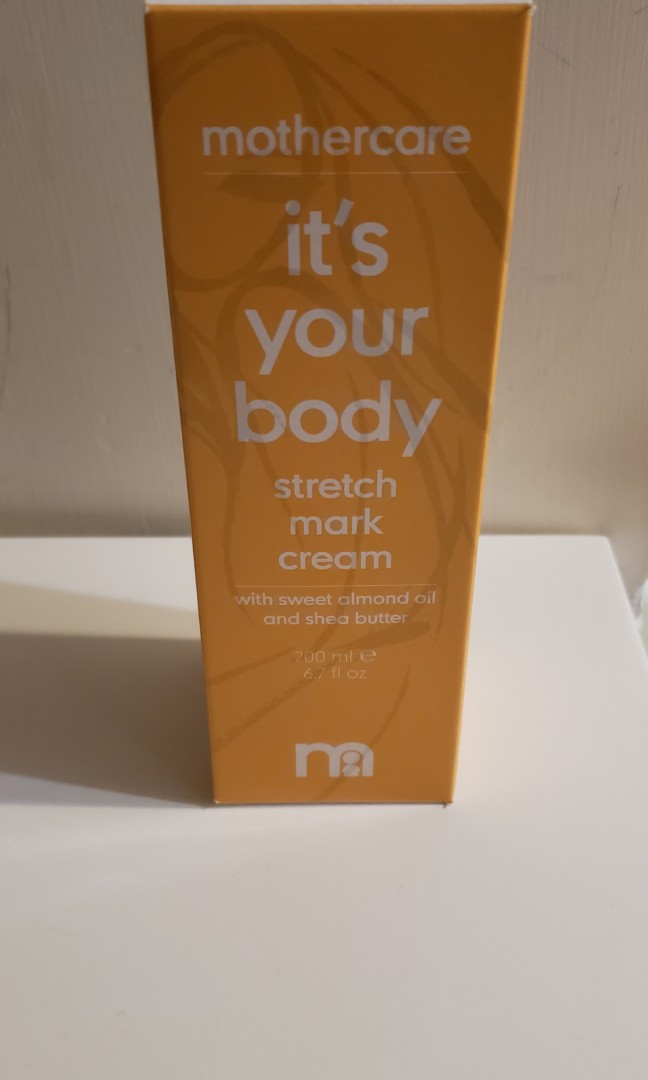 mothercare
it's
your
body
stretch
mark
cream
with sweet almond oil
and shea butter
200 ml ℮
6.7 fl oz
m